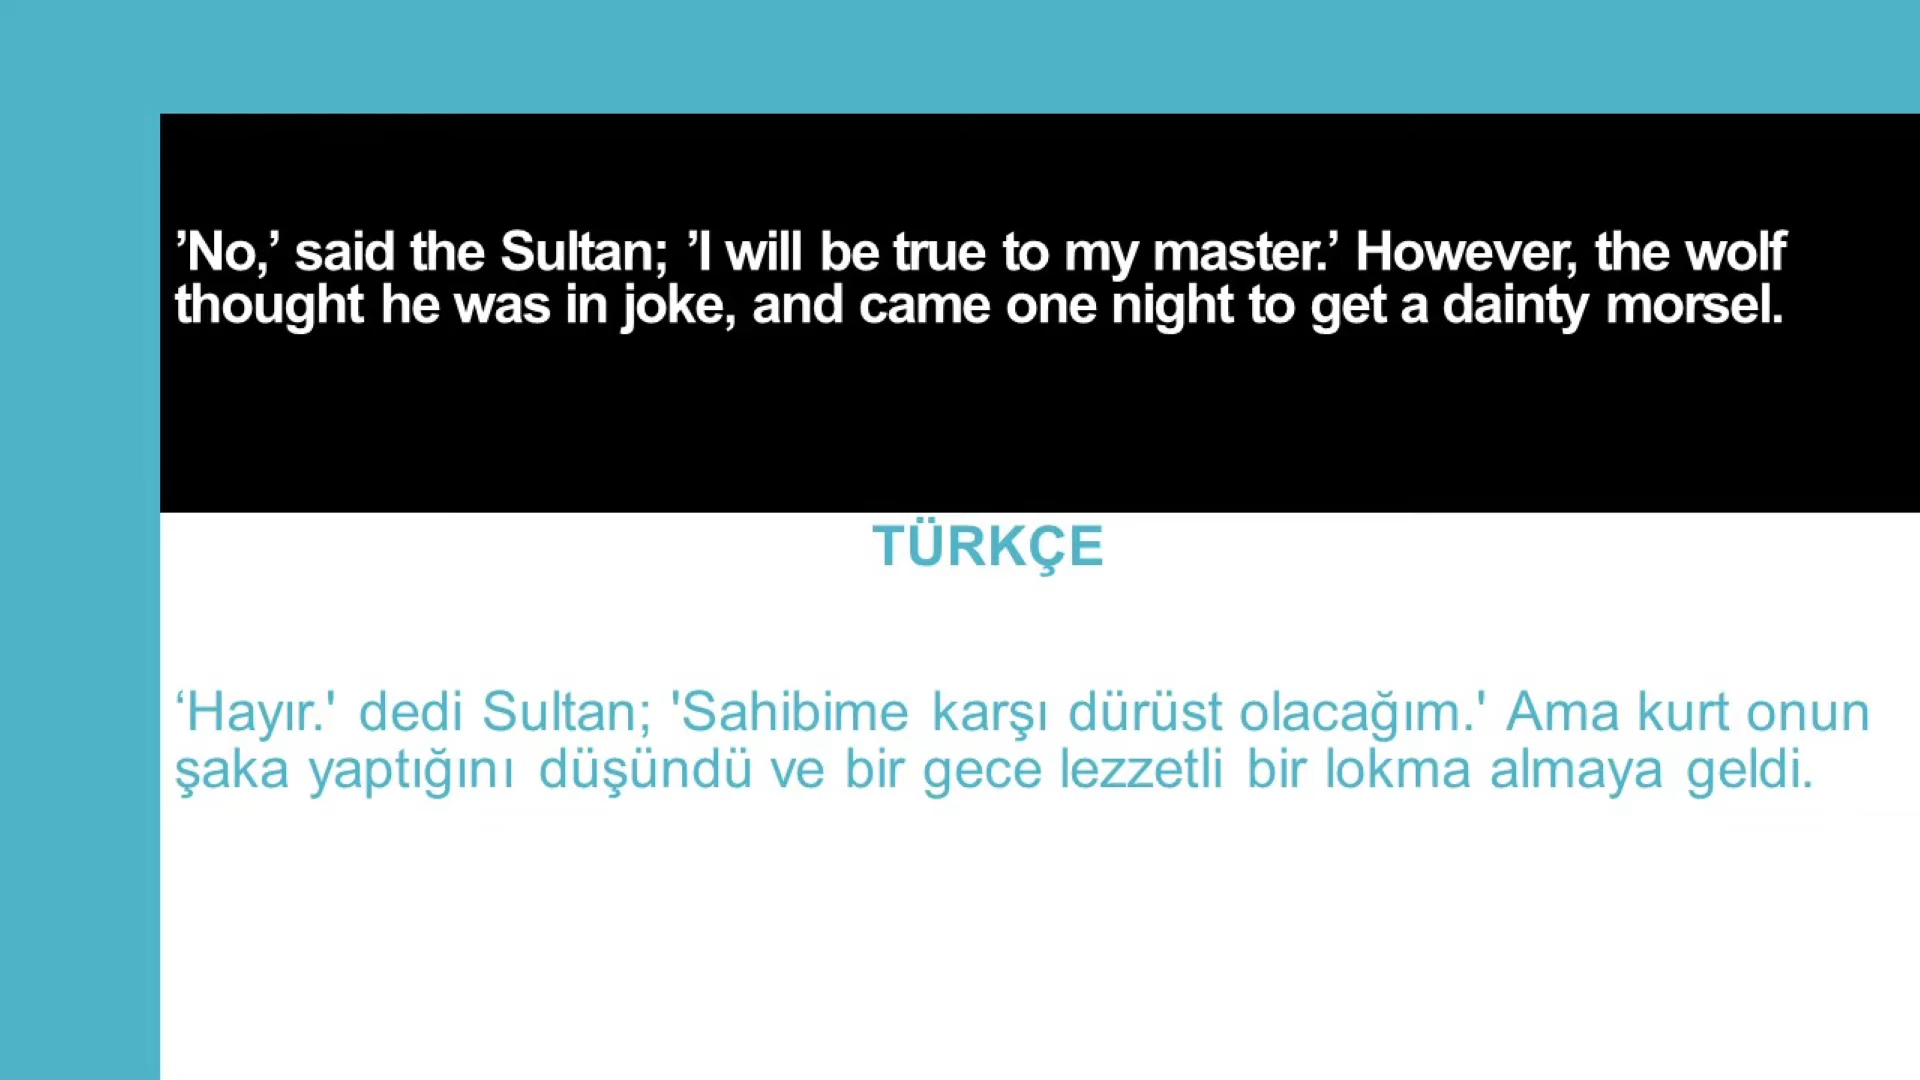 ’No,’ said the Sultan; ’I will be true to my master.’ However, the wolf
thought he was in joke, and came one night to get a dainty morsel.
TÜRKÇE
‘Hayır.' dedi Sultan; 'Sahibime karşı dürüst olacağım.' Ama kurt onun
şaka yaptığını düşündü ve bir gece lezzetli bir lokma almaya geldi.